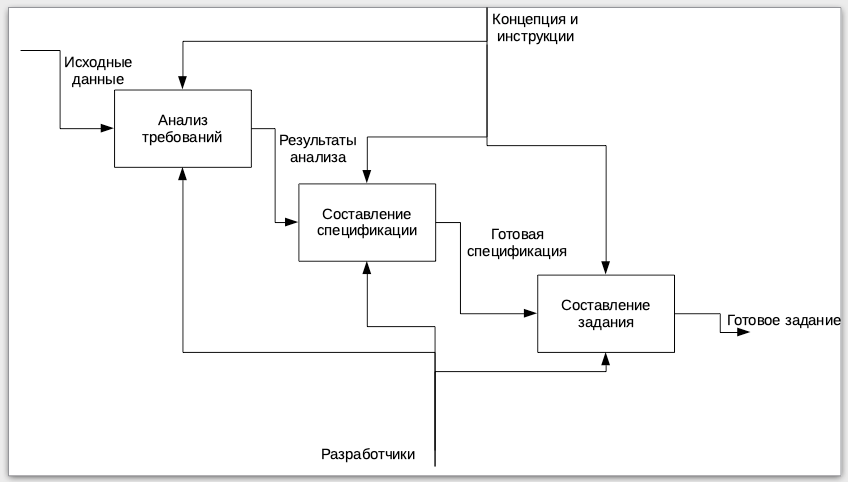 Концепция и
инструкции
Исходные
данные
Анализ
требований
Результаты
анализа
Составление
спецификации
Готовая
спецификация
Составление
задания
Готовое задание
Разработчики